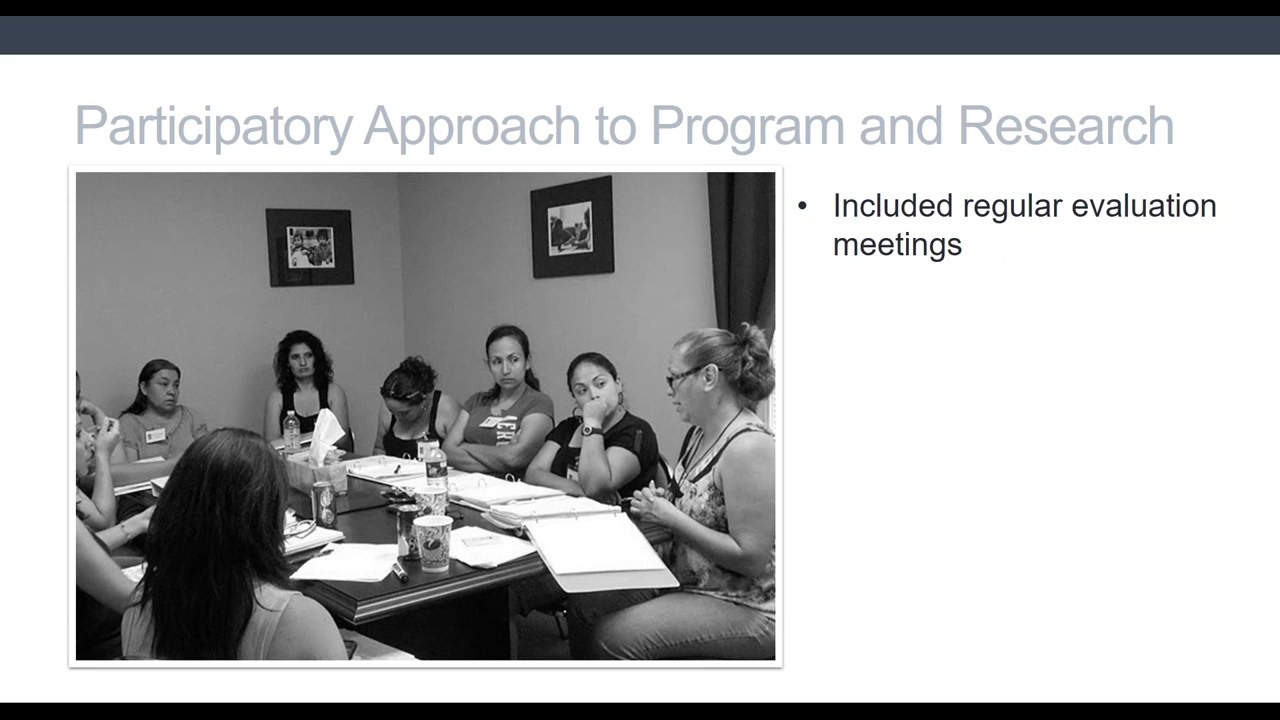 Participatory Approach to Program and Research
• Included regular evaluation
meetings